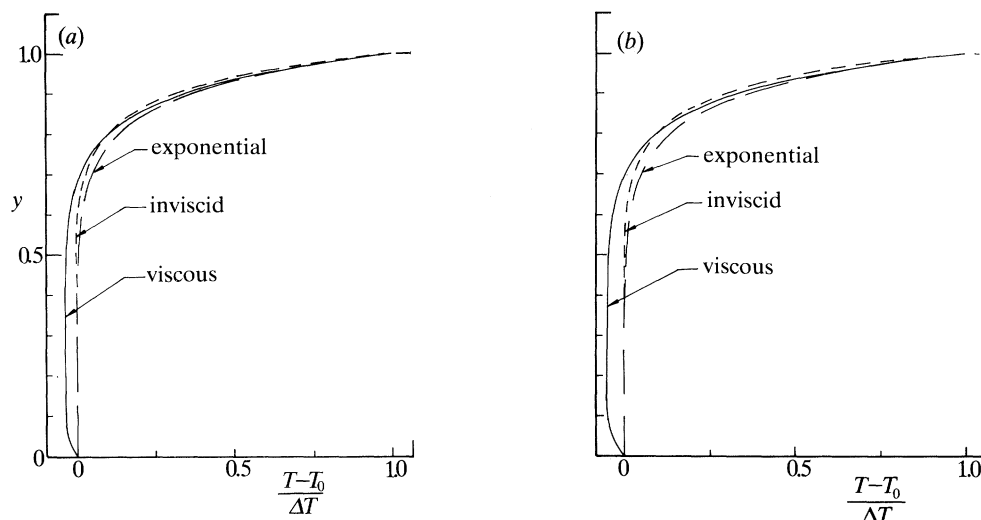 (a)
1.0
exponential
y
inviscid
0.5
viscous
0
0
0.5
1.0
T−T₀
ΔT
(b)
exponential
inviscid
viscous
0
0.5
1.0
T−T₀
ΔT